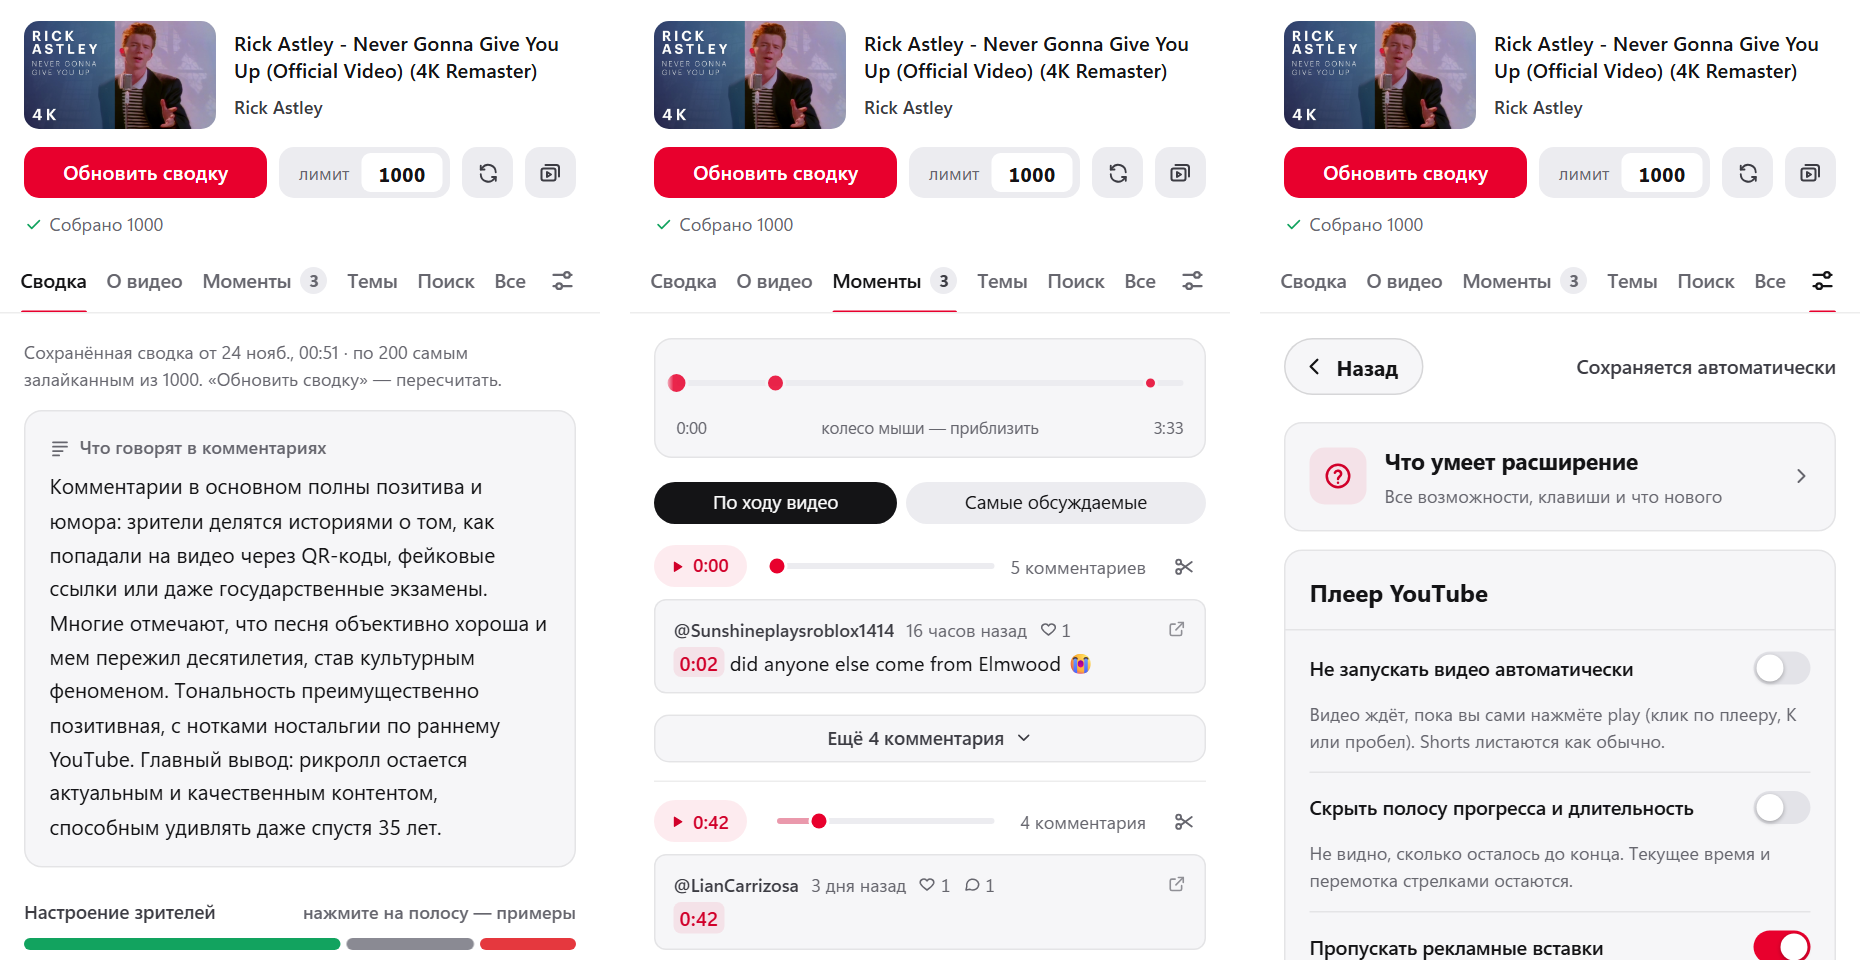 RICK
ASTLEY
NEVER GONNA
GIVE YOU UP
4K
Rick Astley - Never Gonna Give You
Up (Official Video) (4K Remaster)
Rick Astley
Обновить сводку
лимит 1000
Собрано 1000
Сводка О видео Моменты 3 Темы Поиск Все
Сохранённая сводка от 24 нояб., 00:51 · по 200 самым
залайканным из 1000. «Обновить сводку» — пересчитать.
Что говорят в комментариях
Комментарии в основном полны позитива и
юмора: зрители делятся историями о том, как
попадали на видео через QR-коды, фейковые
ссылки или даже государственные экзамены.
Многие отмечают, что песня объективно хороша и
мем пережил десятилетия, став культурным
феноменом. Тональность преимущественно
позитивная, с нотками ностальгии по раннему
YouTube. Главный вывод: рикролл остается
актуальным и качественным контентом,
способным удивлять даже спустя 35 лет.
Настроение зрителей нажмите на полосу — примеры
RICK
ASTLEY
NEVER GONNA
GIVE YOU UP
4K
Rick Astley - Never Gonna Give You
Up (Official Video) (4K Remaster)
Rick Astley
Обновить сводку
лимит 1000
Собрано 1000
Сводка О видео Моменты 3 Темы Поиск Все
0:00 колесо мыши — приблизить 3:33
По ходу видео Самые обсуждаемые
0:00 5 комментариев
@Sunshineplaysroblox1414 16 часов назад 1
0:02 did anyone else come from Elmwood 😭
Ещё 4 комментария
0:42 4 комментария
@LianCarrizosa 3 дня назад 1 1
0:42
RICK
ASTLEY
NEVER GONNA
GIVE YOU UP
4K
Rick Astley - Never Gonna Give You
Up (Official Video) (4K Remaster)
Rick Astley
Обновить сводку
лимит 1000
Собрано 1000
Сводка О видео Моменты 3 Темы Поиск Все
Назад Сохраняется автоматически
Что умеет расширение
Все возможности, клавиши и что нового
Плеер YouTube
Не запускать видео автоматически
Видео ждёт, пока вы сами нажмёте play (клик по плееру, K
или пробел). Shorts листаются как обычно.
Скрыть полосу прогресса и длительность
Не видно, сколько осталось до конца. Текущее время и
перемотка стрелками остаются.
Пропускать рекламные вставки